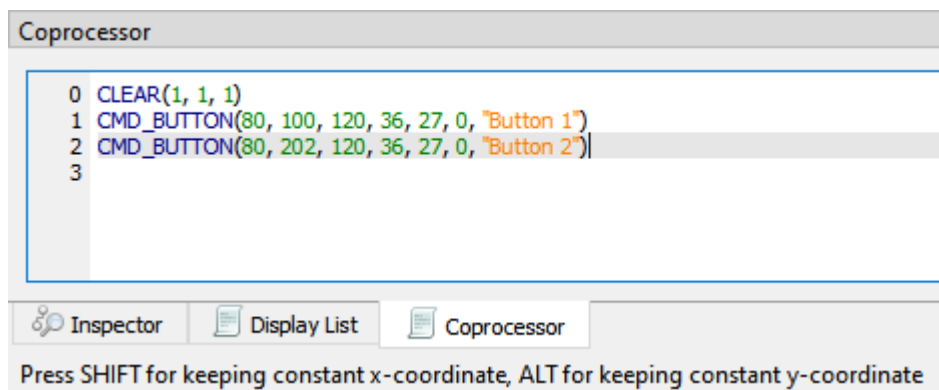 Coprocessor
0 CLEAR(1, 1, 1)
1 CMD_BUTTON(80, 100, 120, 36, 27, 0, "Button 1")
2 CMD_BUTTON(80, 202, 120, 36, 27, 0, "Button 2")
3
Inspector Display List Coprocessor
Press SHIFT for keeping constant x-coordinate, ALT for keeping constant y-coordinate